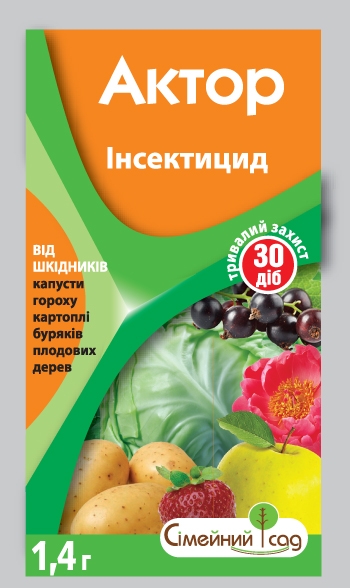 Актор
Інсектицид
тривалий захист
30
діб
ВІД
ШКІДНИКІВ
капусти
гороху
картоплі
буряків
плодових
дерев
Сімейний сад
1,4 г